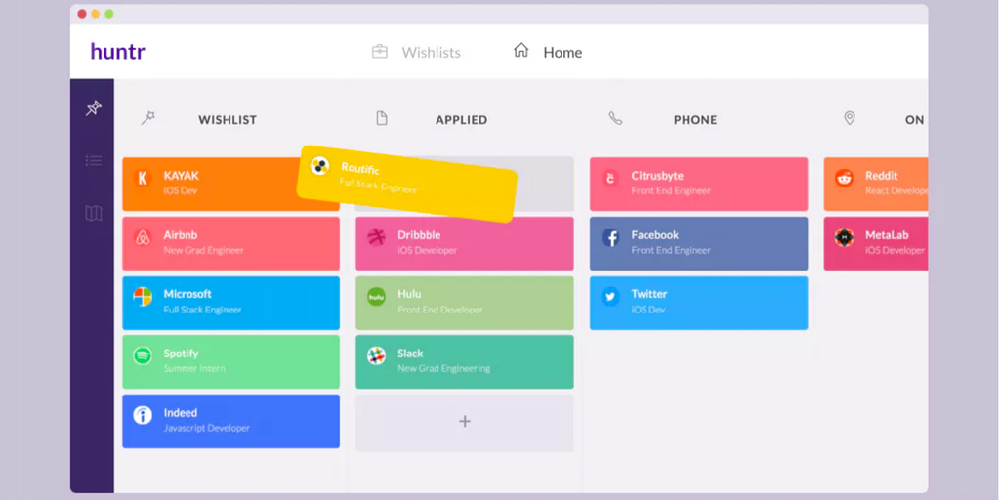 huntr
Wishlists
Home
WISHLIST
APPLIED
PHONE
ON
KAYAK
iOS Dev
Airbnb
New Grad Engineer
Microsoft
Full Stack Engineer
Spotify
Summer Intern
Indeed
Javascript Developer
Routific
Full Stack Engineer
Dribbble
iOS Developer
hulu
Hulu
Front End Developer
Slack
New Grad Engineering
+
Citrusbyte
Front End Engineer
Facebook
Front End Engineer
Twitter
iOS Dev
Reddit
React Develope
MetaLab
iOS Developer